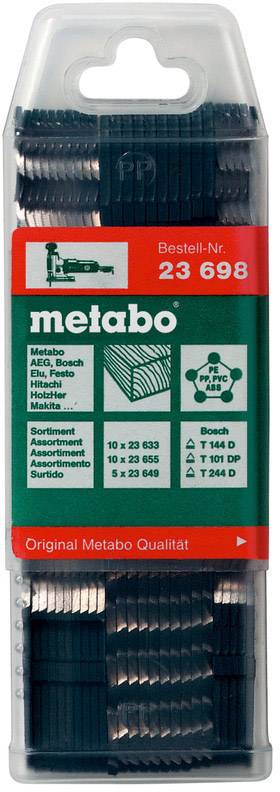 PP
Bestell-Nr.
23 698
metabo®
Metabo
AEG, Bosch
Elu, Festo
Hitachi
HolzHer
Makita ...
PE
PP, PVC
ABS
Sortiment
Assortment
Assortiment
Assortimento
Surtido
10 x 23 633
10 x 23 655
5 x 23 649
Bosch
T 144 D
T 101 DP
T 244 D
Original Metabo Qualität